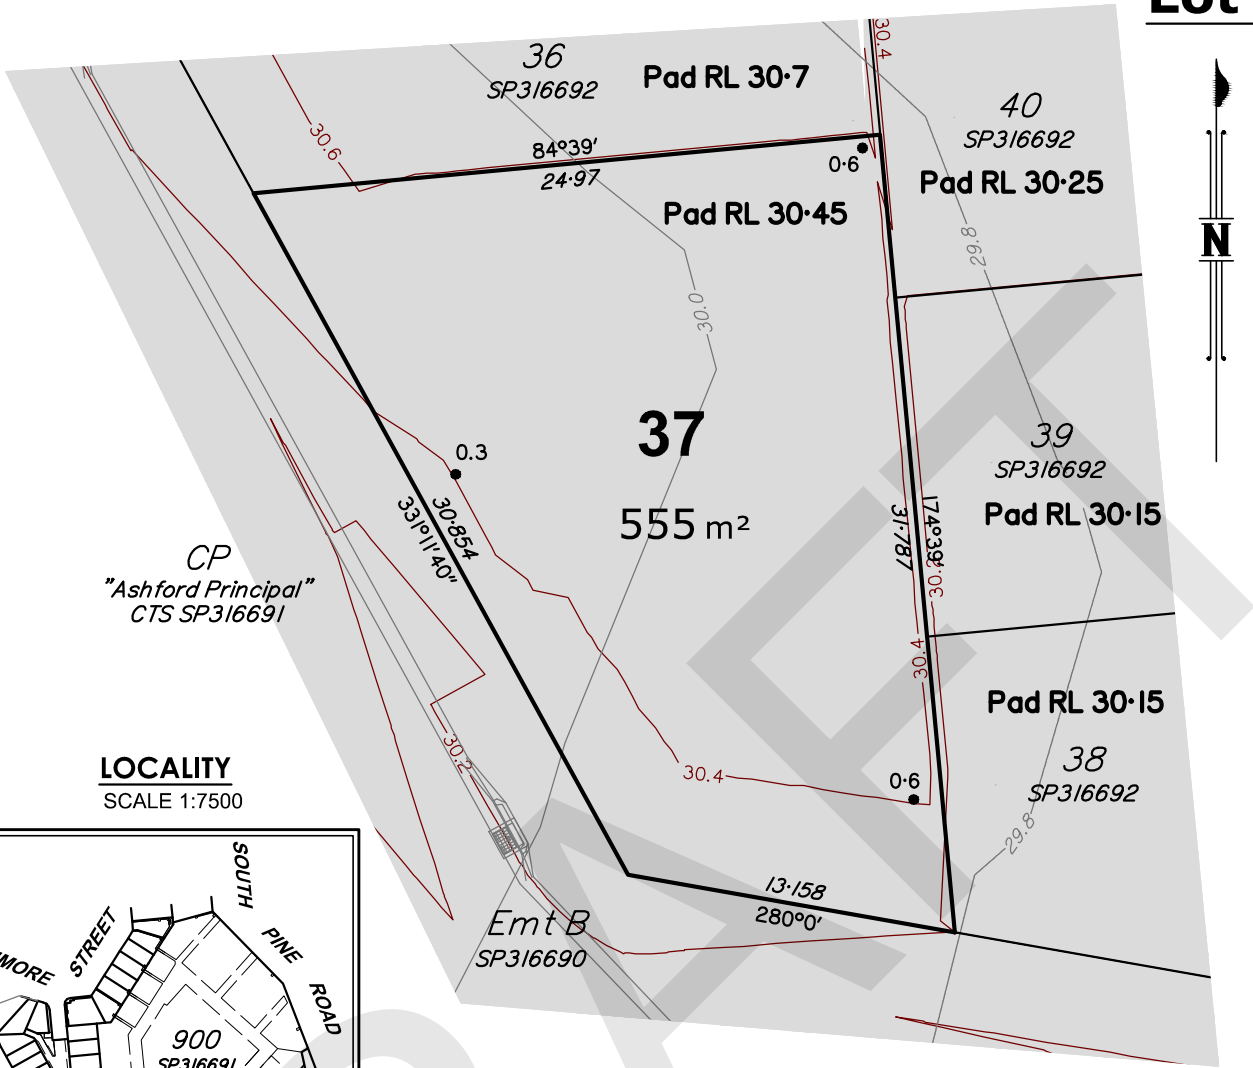 Lot
30.4
36
SP316692
Pad RL 30·7
40
SP316692
Pad RL 30·25
30.6
84°39'
24·97
0·6
Pad RL 30·45
29.8
30.0
N
37
555 m²
0.3
30·854
331°11'40"
39
SP316692
Pad RL 30·15
174°39'
31·787
30.2
30.4
CP
"Ashford Principal"
CTS SP316691
Pad RL 30·15
38
SP316692
30.2
30.4
0·6
29.8
LOCALITY
SCALE 1:7500
13·158
280°0'
Emt B
SP316690
SOUTH
PINE
ROAD
STREET
MORE
900
SP316691